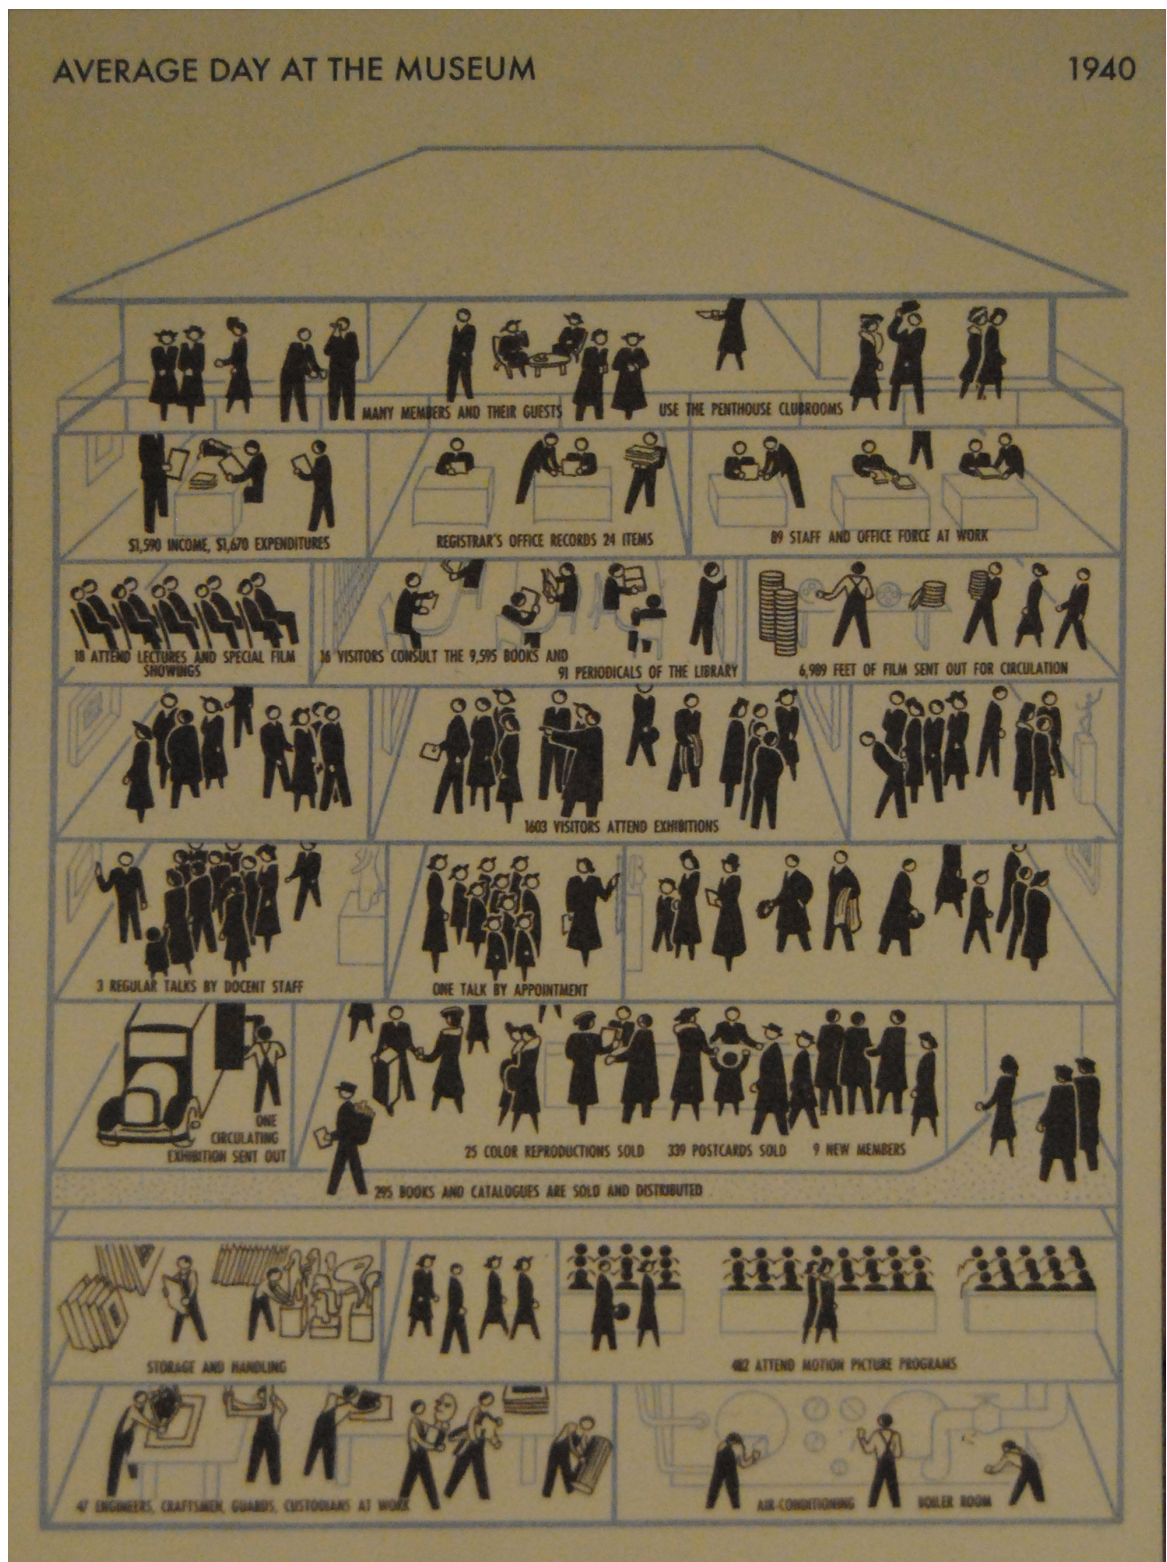 AVERAGE DAY AT THE MUSEUM
1940
MANY MEMBERS AND THEIR GUESTS
USE THE PENTHOUSE CLUBROOMS
$1,590 INCOME, $1,670 EXPENDITURES
REGISTRAR'S OFFICE RECORDS 24 ITEMS
89 STAFF AND OFFICE FORCE AT WORK
18 ATTEND LECTURES AND SPECIAL FILM
SHOWINGS
16 VISITORS CONSULT THE 9,595 BOOKS AND
91 PERIODICALS OF THE LIBRARY
6,989 FEET OF FILM SENT OUT FOR CIRCULATION
1603 VISITORS ATTEND EXHIBITIONS
3 REGULAR TALKS BY DOCENT STAFF
ONE TALK BY APPOINTMENT
ONE
CIRCULATING
EXHIBITION SENT OUT
25 COLOR REPRODUCTIONS SOLD
339 POSTCARDS SOLD
9 NEW MEMBERS
295 BOOKS AND CATALOGUES ARE SOLD AND DISTRIBUTED
STORAGE AND HANDLING
482 ATTEND MOTION PICTURE PROGRAMS
47 ENGINEERS, CRAFTSMEN, GUARDS, CUSTODIANS AT WORK
AIR-CONDITIONING
BOILER ROOM